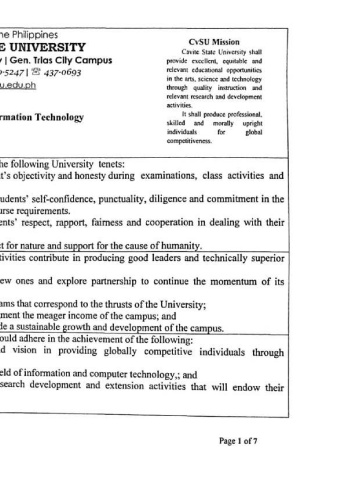 he Philippines
E UNIVERSITY
y | Gen. Trias City Campus
-5247 | ☏ 437-0693
u.edu.ph
rmation Technology
CvSU Mission
Cavite State University shall
provide excellent, equitable and
relevant educational opportunities
in the arts, science and technology
through quality instruction and
relevant research and development
activities.
It shall produce professional,
skilled and morally upright
individuals for global
competitiveness.
he following University tenets:
t's objectivity and honesty during examinations, class activities and
udents' self-confidence, punctuality, diligence and commitment in the
urse requirements.
ents' respect, rapport, fairness and cooperation in dealing with their
t for nature and support for the cause of humanity.
tivities contribute in producing good leaders and technically superior
ew ones and explore partnership to continue the momentum of its
ams that correspond to the thrusts of the University;
ment the meager income of the campus; and
de a sustainable growth and development of the campus.
ould adhere in the achievement of the following:
d vision in providing globally competitive individuals through
eld of information and computer technology,; and
search development and extension activities that will endow their
Page 1 of 7